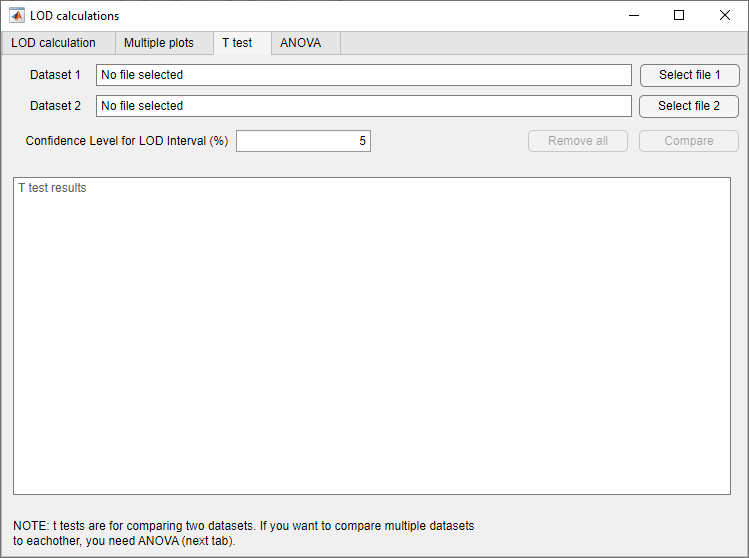 LOD calculations
LOD calculation Multiple plots T test ANOVA
Dataset 1 No file selected Select file 1
Dataset 2 No file selected Select file 2
Confidence Level for LOD Interval (%) 5 Remove all Compare
T test results
NOTE: t tests are for comparing two datasets. If you want to compare multiple datasets
to eachother, you need ANOVA (next tab).